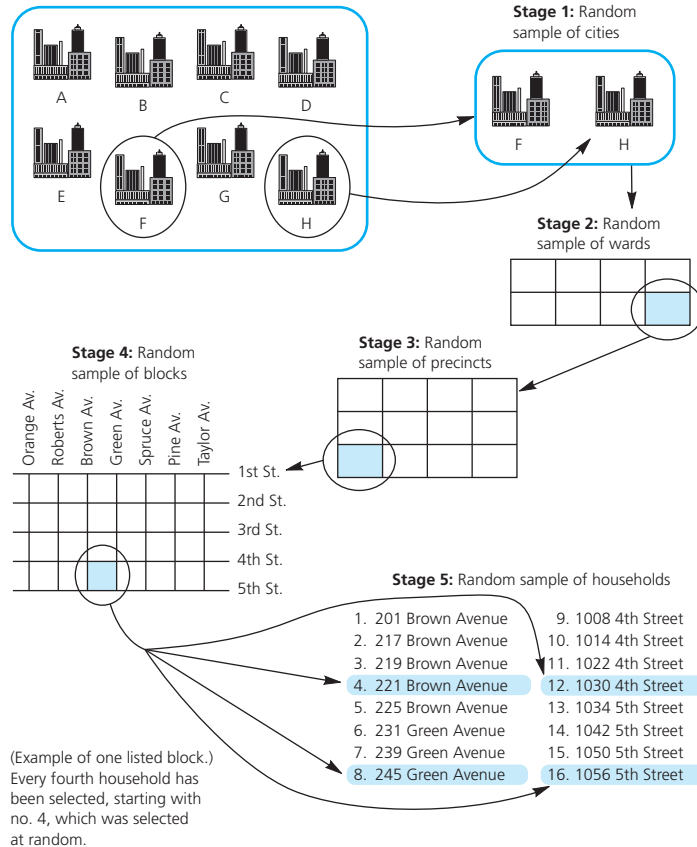 Stage 1: Random
sample of cities
A
B
C
D
E
F
G
H
F
H
Stage 2: Random
sample of wards
Stage 3: Random
sample of precincts
Stage 4: Random
sample of blocks
Orange Av.
Roberts Av.
Brown Av.
Green Av.
Spruce Av.
Pine Av.
Taylor Av.
1st St.
2nd St.
3rd St.
4th St.
5th St.
Stage 5: Random sample of households
1. 201 Brown Avenue
2. 217 Brown Avenue
3. 219 Brown Avenue
4. 221 Brown Avenue
5. 225 Brown Avenue
6. 231 Green Avenue
7. 239 Green Avenue
8. 245 Green Avenue
9. 1008 4th Street
10. 1014 4th Street
11. 1022 4th Street
12. 1030 4th Street
13. 1034 5th Street
14. 1042 5th Street
15. 1050 5th Street
16. 1056 5th Street
(Example of one listed block.)
Every fourth household has
been selected, starting with
no. 4, which was selected
at random.